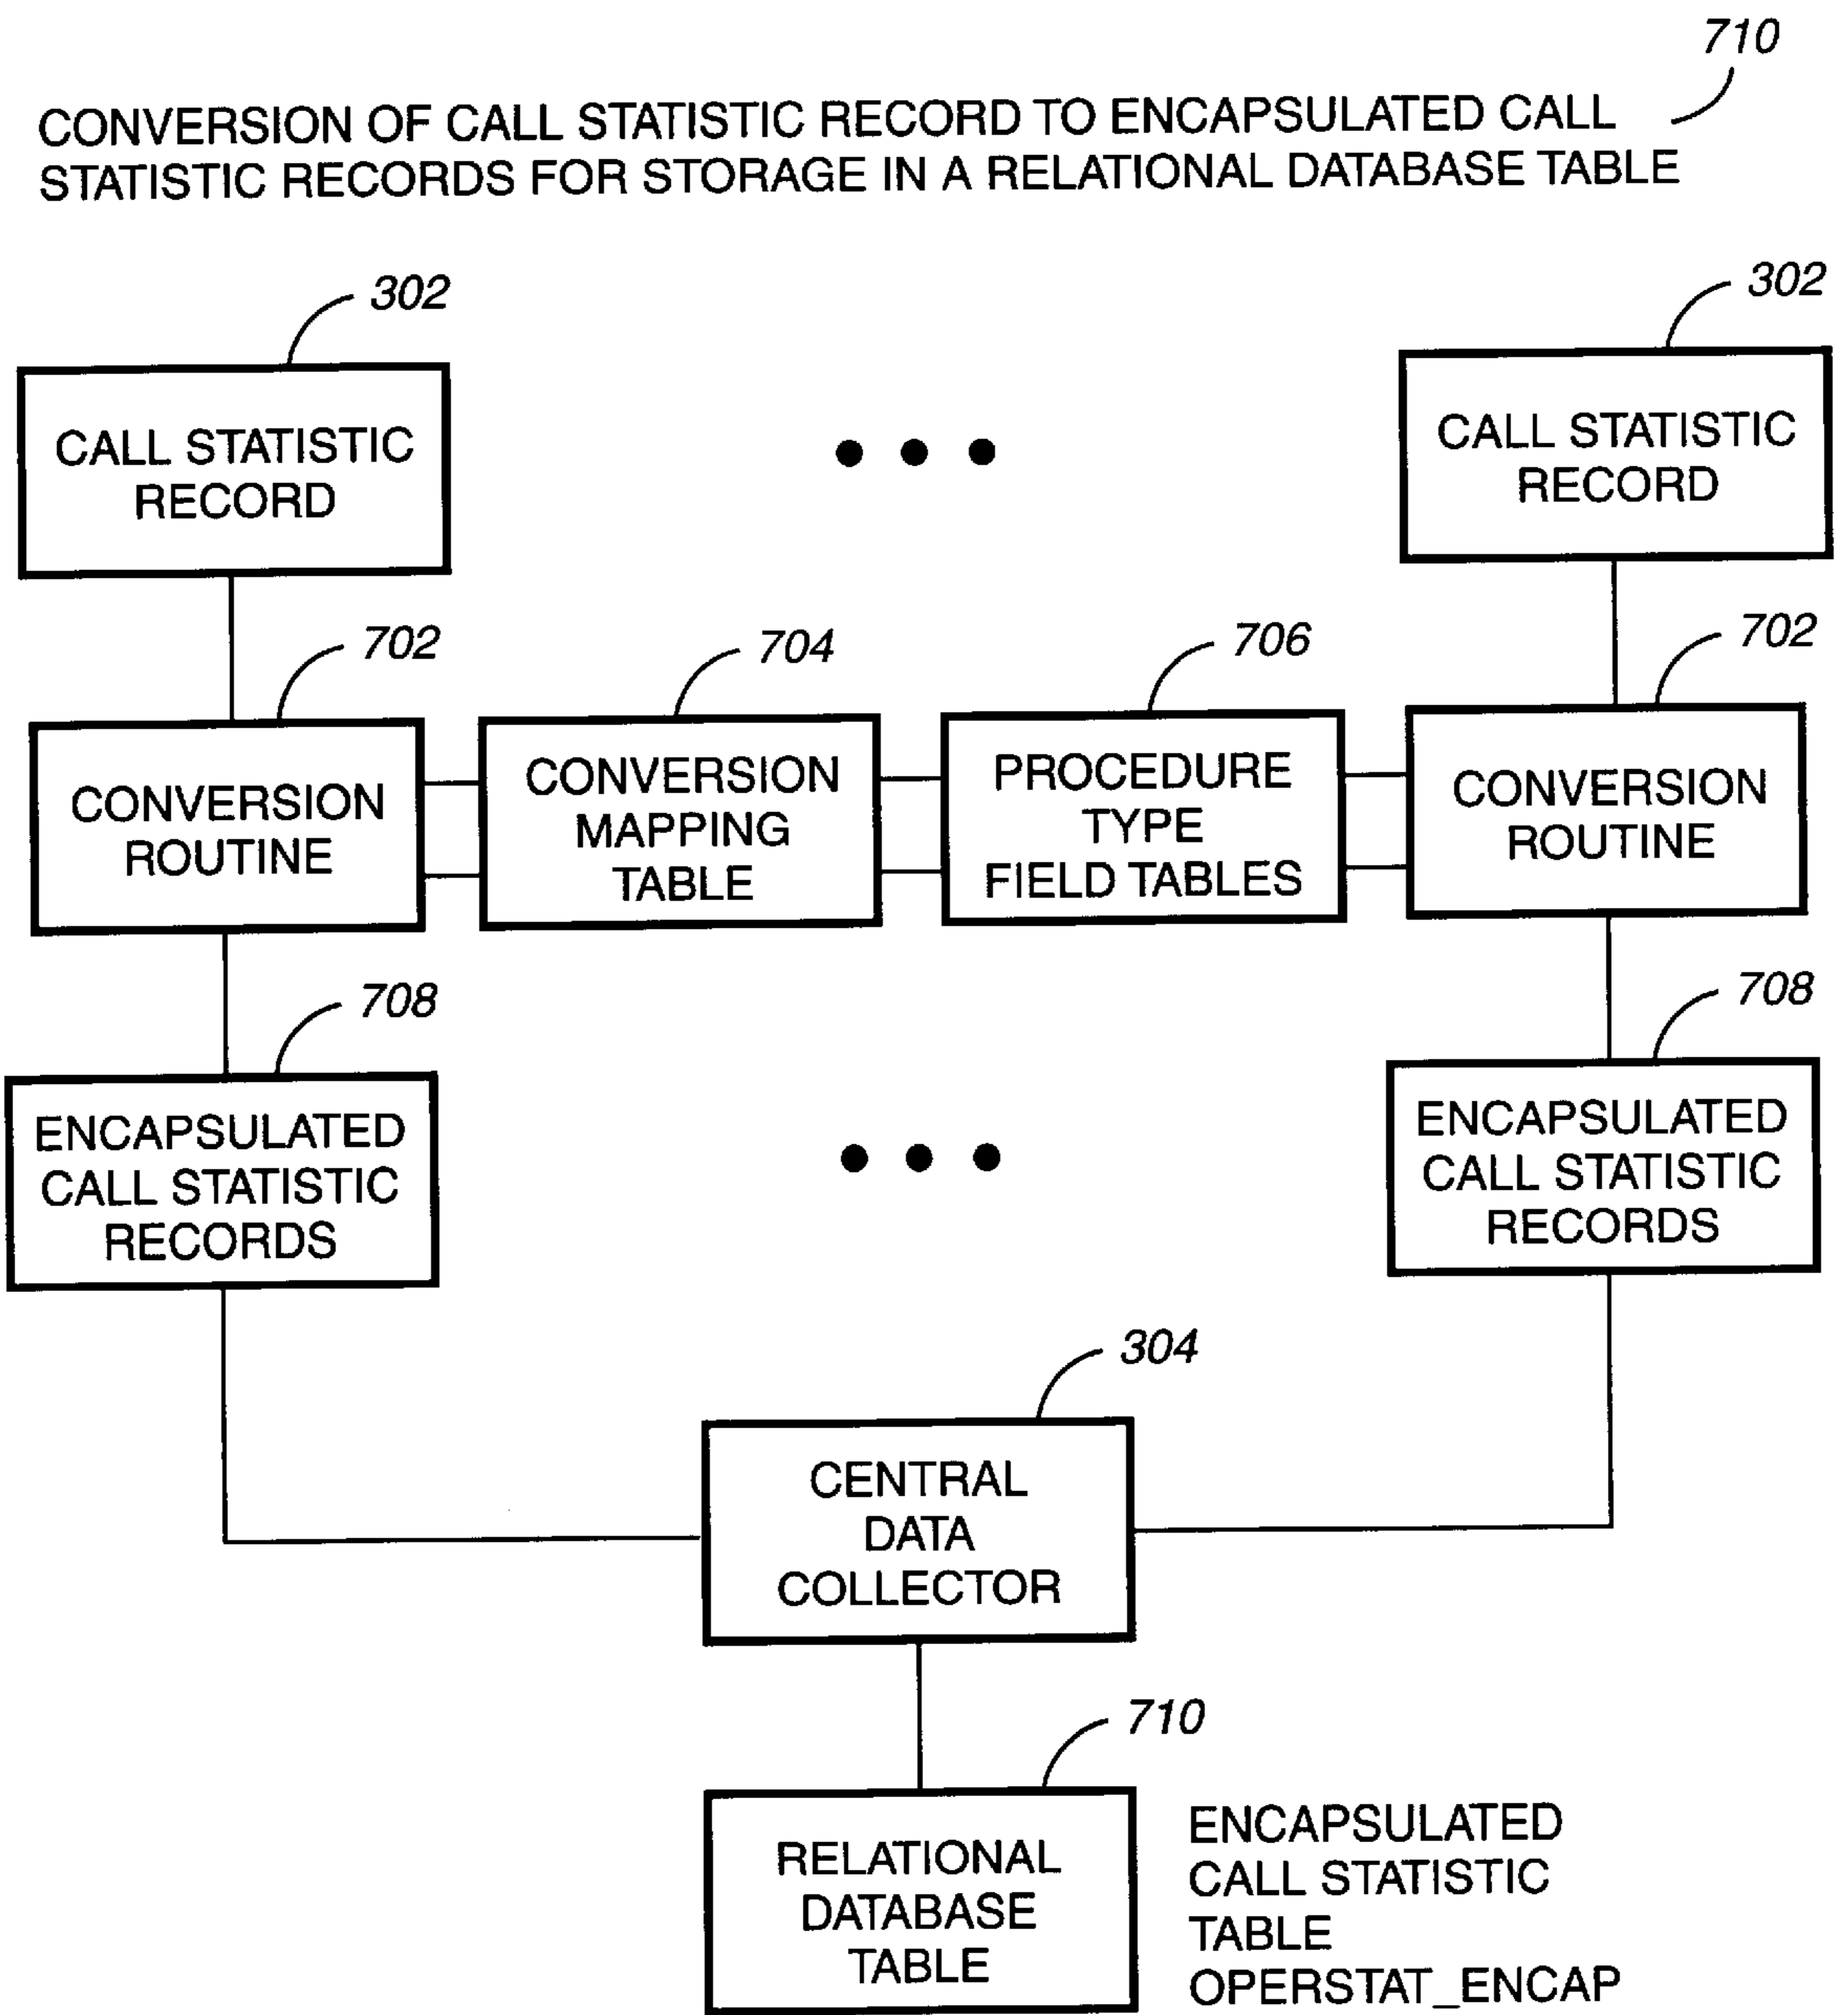 710
CONVERSION OF CALL STATISTIC RECORD TO ENCAPSULATED CALL
STATISTIC RECORDS FOR STORAGE IN A RELATIONAL DATABASE TABLE
302
302
CALL STATISTIC
RECORD
CALL STATISTIC
RECORD
702
704
706
702
CONVERSION
ROUTINE
CONVERSION
MAPPING
TABLE
PROCEDURE
TYPE
FIELD TABLES
CONVERSION
ROUTINE
708
708
ENCAPSULATED
CALL STATISTIC
RECORDS
ENCAPSULATED
CALL STATISTIC
RECORDS
304
CENTRAL
DATA
COLLECTOR
710
RELATIONAL
DATABASE
TABLE
ENCAPSULATED
CALL STATISTIC
TABLE
OPERSTAT_ENCAP